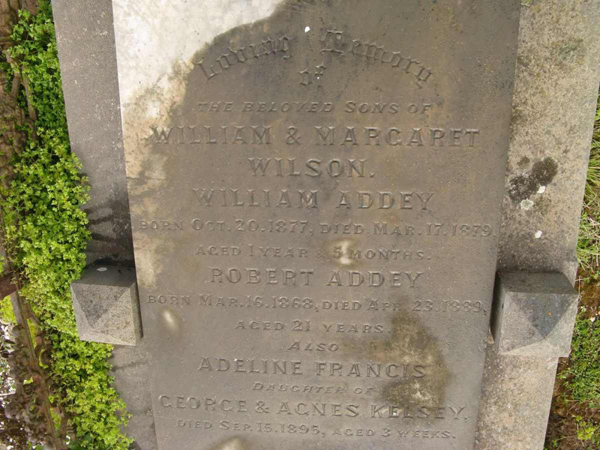 Loving Memory
of
THE BELOVED SONS OF
WILLIAM & MARGARET
WILSON.
WILLIAM ADDEY
BORN OCT. 20. 1877, DIED MAR. 17. 1879
AGED 1 YEAR 5 MONTHS.
ROBERT ADDEY
BORN MAR. 16. 1868, DIED APR. 23. 1889,
AGED 21 YEARS
ALSO
ADELINE FRANCIS
DAUGHTER OF
GEORGE & AGNES KELSEY,
DIED SEP. 15. 1895, AGED 3 WEEKS.